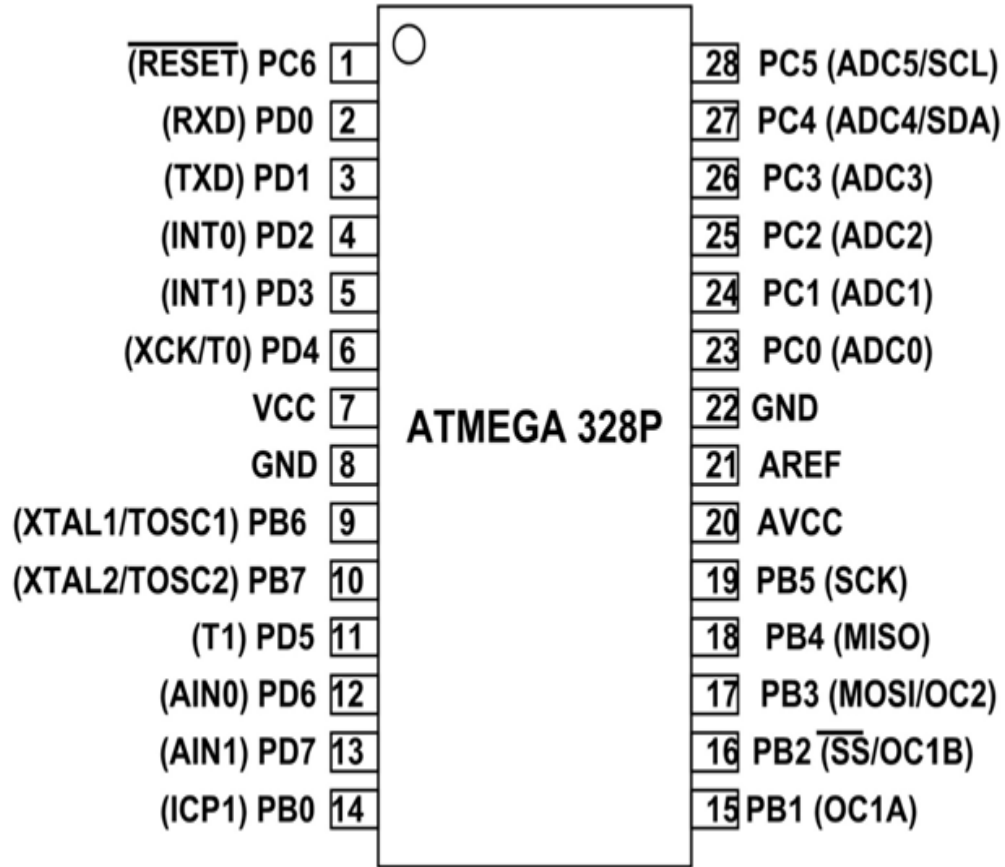 (RESET) PC6 1
28 PC5 (ADC5/SCL)
(RXD) PD0 2
27 PC4 (ADC4/SDA)
(TXD) PD1 3
26 PC3 (ADC3)
(INT0) PD2 4
25 PC2 (ADC2)
(INT1) PD3 5
24 PC1 (ADC1)
(XCK/T0) PD4 6
23 PC0 (ADC0)
VCC 7
22 GND
ATMEGA 328P
GND 8
21 AREF
(XTAL1/TOSC1) PB6 9
20 AVCC
(XTAL2/TOSC2) PB7 10
19 PB5 (SCK)
(T1) PD5 11
18 PB4 (MISO)
(AIN0) PD6 12
17 PB3 (MOSI/OC2)
(AIN1) PD7 13
16 PB2 (SS/OC1B)
(ICP1) PB0 14
15 PB1 (OC1A)